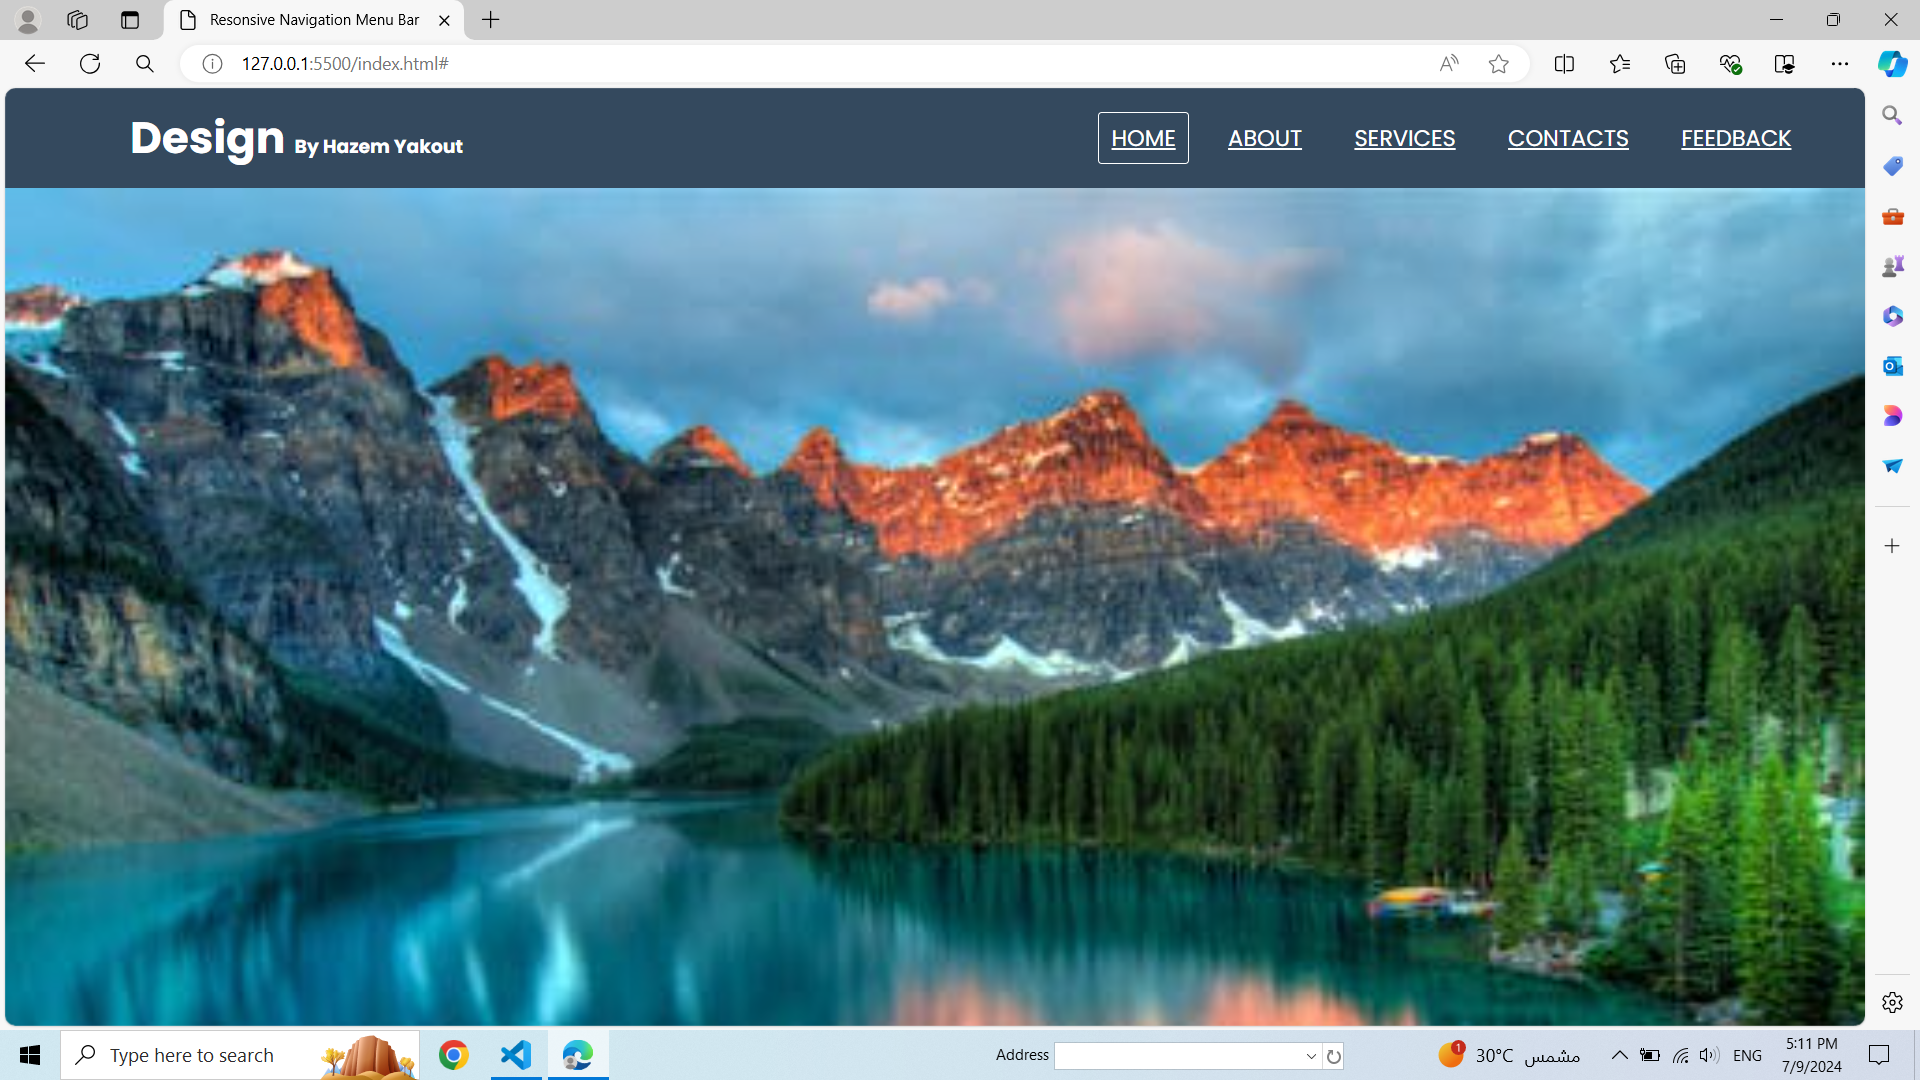 Resonsive Navigation Menu Bar
127.0.0.1:5500/index.html#
Design By Hazem Yakout
HOME
ABOUT
SERVICES
CONTACTS
FEEDBACK
Type here to search
Address
1
30°C مشمس
ENG
5:11 PM
7/9/2024